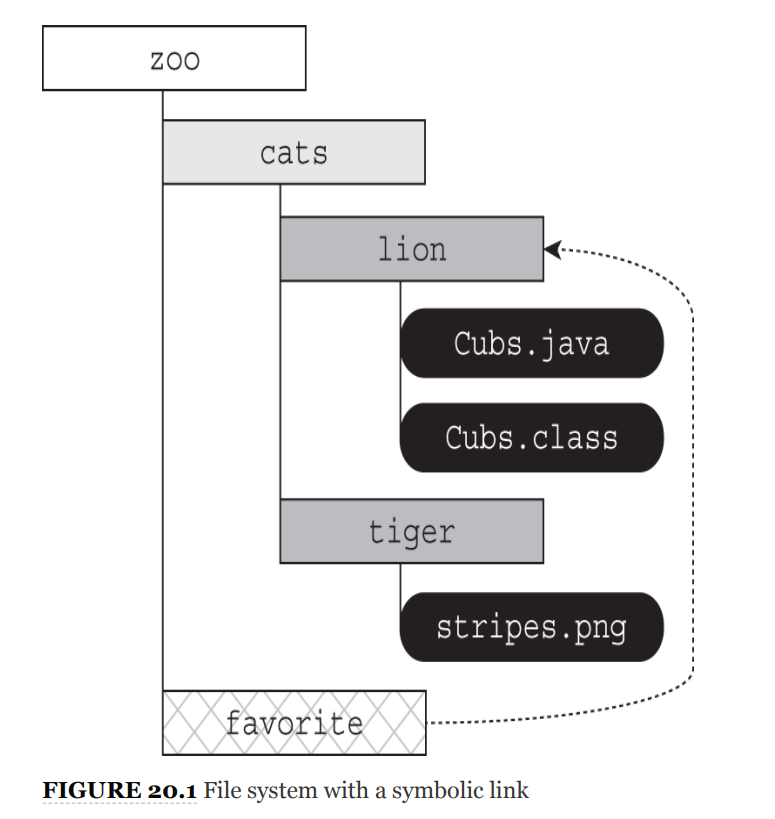 zoo
cats
lion
Cubs.java
Cubs.class
tiger
stripes.png
favorite
FIGURE 20.1 File system with a symbolic link